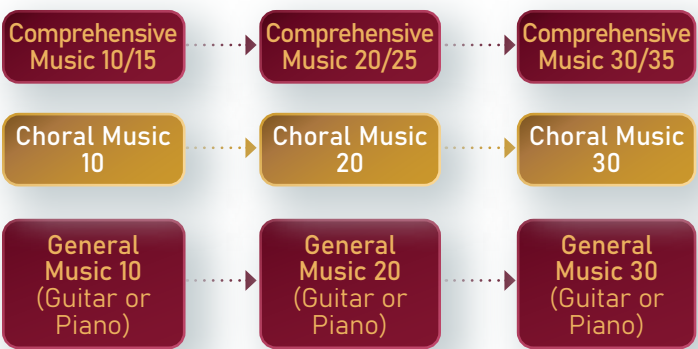 Comprehensive
Music 10/15
Comprehensive
Music 20/25
Comprehensive
Music 30/35
Choral Music
10
Choral Music
20
Choral Music
30
General
Music 10
(Guitar or
Piano)
General
Music 20
(Guitar or
Piano)
General
Music 30
(Guitar or
Piano)